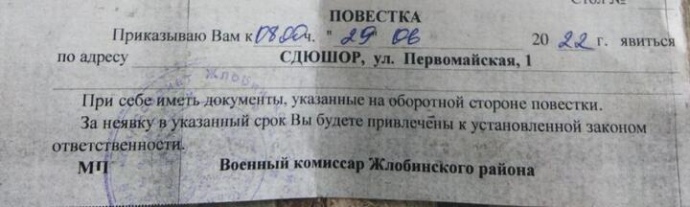 Стол №
ПОВЕСТКА
Приказываю Вам к 08 00 ч. " 29 06 20 22 г. явиться
по адресу СДЮШОР, ул. Первомайская, 1
При себе иметь документы, указанные на оборотной стороне повестки.
За неявку в указанный срок Вы будете привлечены к установленной законом
ответственности.
МП Военный комиссар Жлобинского района